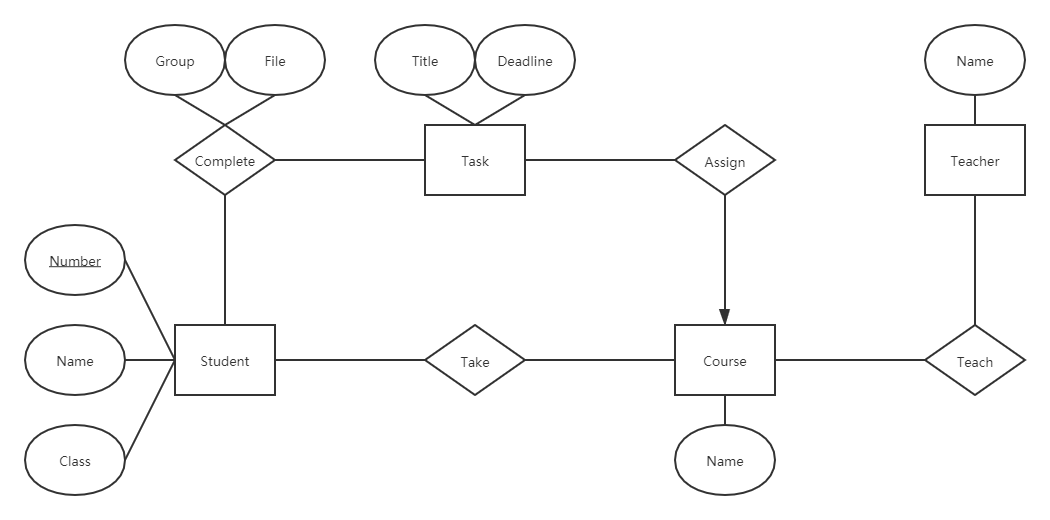 Group
File
Title
Deadline
Name
Complete
Task
Assign
Teacher
Number
Student
Take
Course
Teach
Name
Class
Name